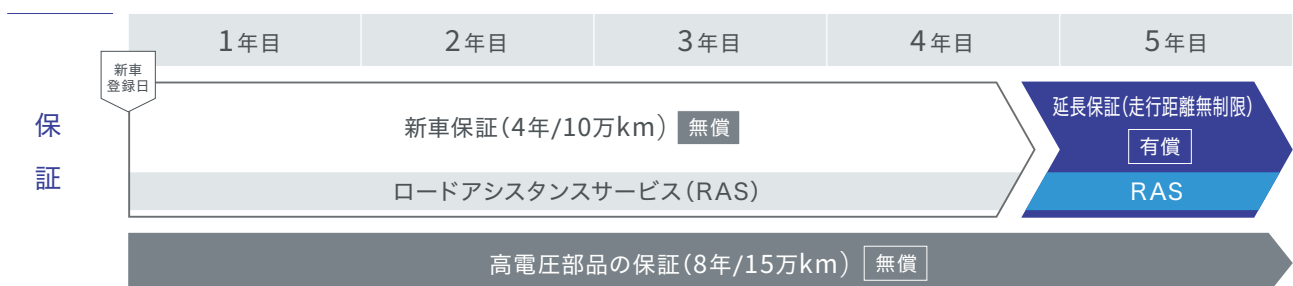 1年目 2年目 3年目 4年目 5年目
新車
登録日
保
証
新車保証(4年/10万km) 無償
ロードアシスタンスサービス(RAS)
延長保証(走行距離無制限)
有償
RAS
高電圧部品の保証(8年/15万km) 無償